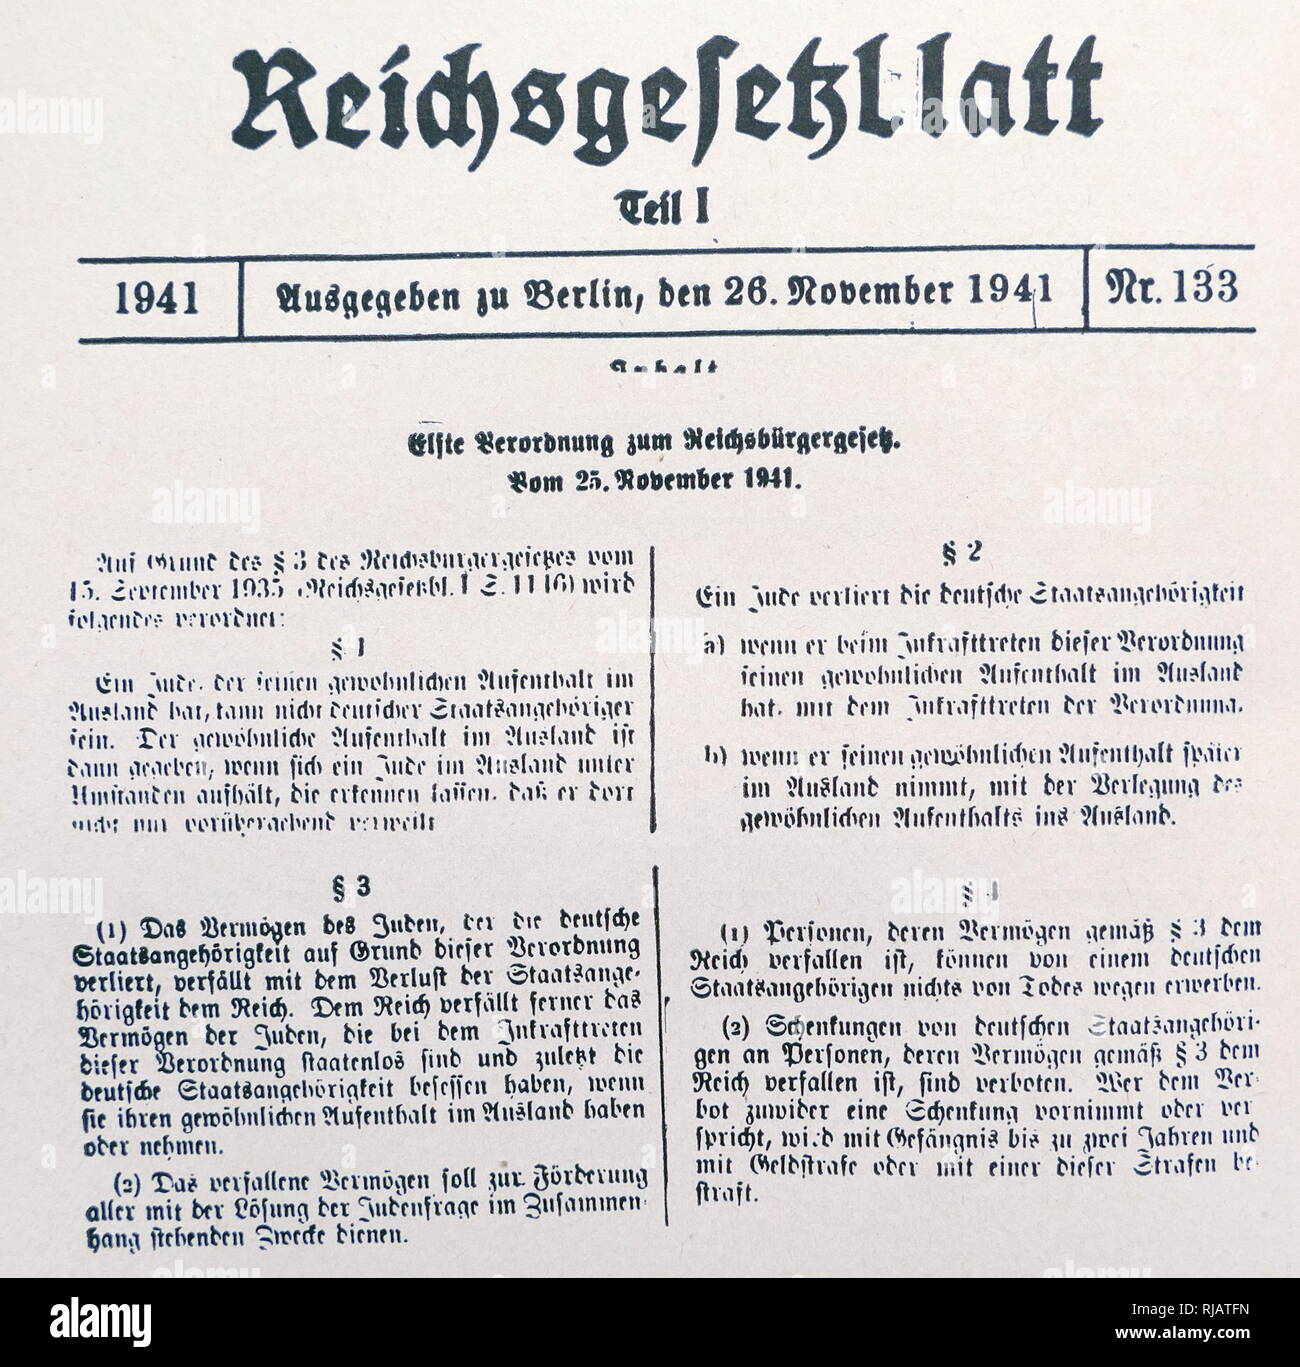 Reichsgesetzblatt
Teil I
1941
Ausgegeben zu Berlin, den 26. November 1941
Nr. 133
Inhalt
Elfte Verordnung zum Reichsbürgergesetz.
Vom 25. November 1941.
Auf Grund des § 3 des Reichsbürgergesetzes vom
15. September 1935 (Reichsgesetzbl. I S. 1146) wird
folgendes verordnet:
§ 1
Ein Jude, der seinen gewöhnlichen Aufenthalt im
Ausland hat, kann nicht deutscher Staatsangehöriger
sein. Der gewöhnliche Aufenthalt im Ausland ist
dann gegeben, wenn sich ein Jude im Ausland unter
Umständen aufhält, die erkennen lassen, daß er dort
nicht nur vorübergehend verweilt
§ 2
Ein Jude verliert die deutsche Staatsangehörigkeit
a) wenn er beim Inkrafttreten dieser Verordnung
seinen gewöhnlichen Aufenthalt im Ausland
hat, mit dem Inkrafttreten der Verordnung,
b) wenn er seinen gewöhnlichen Aufenthalt später
im Ausland nimmt, mit der Verlegung des
gewöhnlichen Aufenthalts ins Ausland.
§ 3
(1) Das Vermögen des Juden, der die deutsche
Staatsangehörigkeit auf Grund dieser Verordnung
verliert, verfällt mit dem Verlust der Staatsange-
hörigkeit dem Reich. Dem Reich verfällt ferner das
Vermögen der Juden, die bei dem Inkrafttreten
dieser Verordnung staatenlos sind und zuletzt die
deutsche Staatsangehörigkeit besessen haben, wenn
sie ihren gewöhnlichen Aufenthalt im Ausland haben
oder nehmen.
(2) Das verfallene Vermögen soll zur Förderung
aller mit der Lösung der Judenfrage im Zusammen-
hang stehenden Zwecke dienen.
§ 4
(1) Personen, deren Vermögen gemäß § 3 dem
Reich verfallen ist, können von einem deutschen
Staatsangehörigen nichts von Todes wegen erwerben.
(2) Schenkungen von deutschen Staatsangehöri-
gen an Personen, deren Vermögen gemäß § 3 dem
Reich verfallen ist, sind verboten. Wer dem Ver-
bot zuwider eine Schenkung vornimmt oder ver
spricht, wird mit Gefängnis bis zu zwei Jahren und
mit Geldstrafe oder mit einer dieser Strafen be-
straft.
alamy
Image ID: RJATFN
www.alamy.com